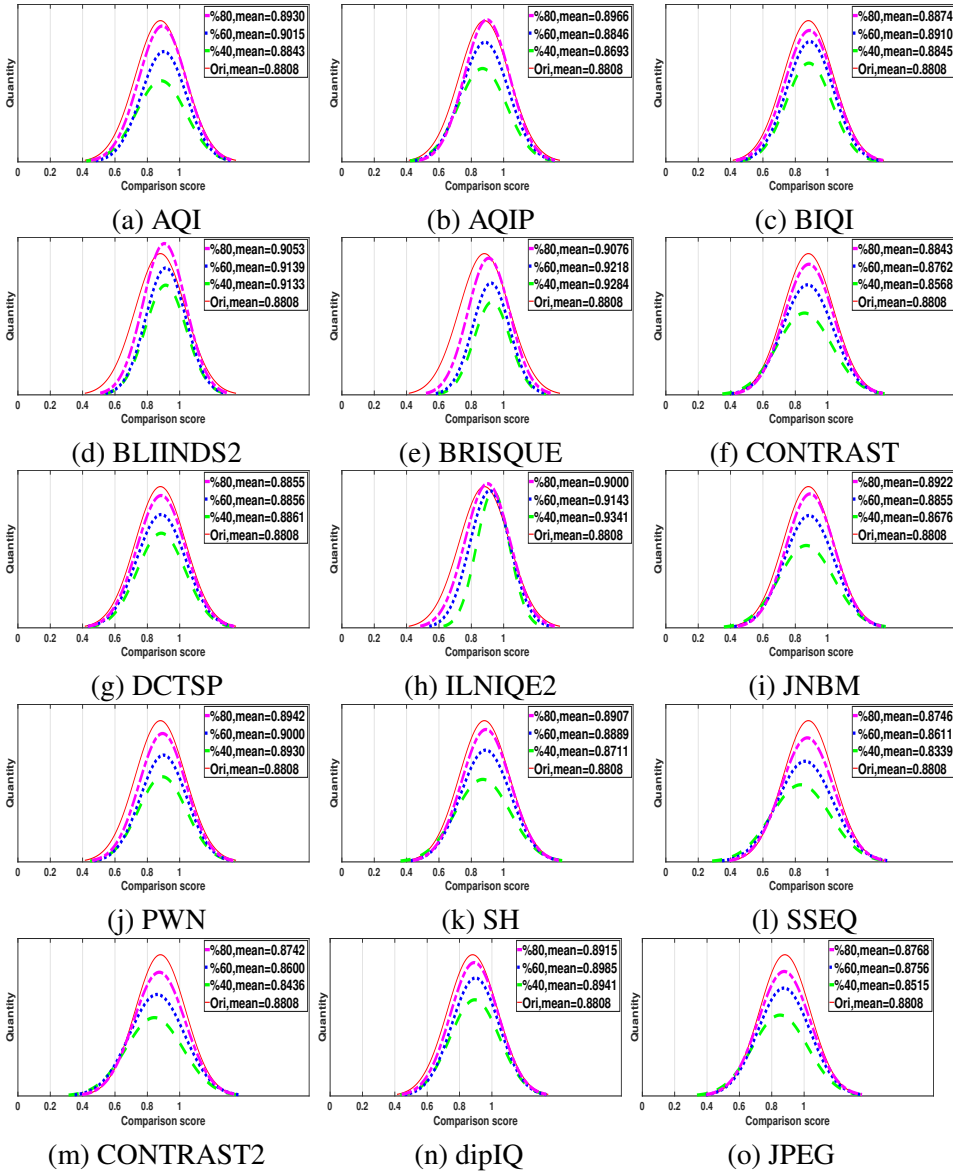 Quantity
%80,mean=0.8930
%60,mean=0.9015
%40,mean=0.8843
Ori,mean=0.8808
0 0.2 0.4 0.6 0.8 1
Comparison score
(a) AQI
Quantity
%80,mean=0.8966
%60,mean=0.8846
%40,mean=0.8693
Ori,mean=0.8808
0 0.2 0.4 0.6 0.8 1
Comparison score
(b) AQIP
Quantity
%80,mean=0.8874
%60,mean=0.8910
%40,mean=0.8845
Ori,mean=0.8808
0 0.2 0.4 0.6 0.8 1
Comparison score
(c) BIQI
Quantity
%80,mean=0.9053
%60,mean=0.9139
%40,mean=0.9133
Ori,mean=0.8808
0 0.2 0.4 0.6 0.8 1
Comparison score
(d) BLIINDS2
Quantity
%80,mean=0.9076
%60,mean=0.9218
%40,mean=0.9284
Ori,mean=0.8808
0 0.2 0.4 0.6 0.8 1
Comparison score
(e) BRISQUE
Quantity
%80,mean=0.8843
%60,mean=0.8762
%40,mean=0.8568
Ori,mean=0.8808
0 0.2 0.4 0.6 0.8 1
Comparison score
(f) CONTRAST
Quantity
%80,mean=0.8855
%60,mean=0.8856
%40,mean=0.8861
Ori,mean=0.8808
0 0.2 0.4 0.6 0.8 1
Comparison score
(g) DCTSP
Quantity
%80,mean=0.9000
%60,mean=0.9143
%40,mean=0.9341
Ori,mean=0.8808
0 0.2 0.4 0.6 0.8 1
Comparison score
(h) ILNIQE2
Quantity
%80,mean=0.8922
%60,mean=0.8855
%40,mean=0.8676
Ori,mean=0.8808
0 0.2 0.4 0.6 0.8 1
Comparison score
(i) JNBM
Quantity
%80,mean=0.8942
%60,mean=0.9000
%40,mean=0.8930
Ori,mean=0.8808
0 0.2 0.4 0.6 0.8 1
Comparison score
(j) PWN
Quantity
%80,mean=0.8907
%60,mean=0.8889
%40,mean=0.8711
Ori,mean=0.8808
0 0.2 0.4 0.6 0.8 1
Comparison score
(k) SH
Quantity
%80,mean=0.8746
%60,mean=0.8611
%40,mean=0.8339
Ori,mean=0.8808
0 0.2 0.4 0.6 0.8 1
Comparison score
(l) SSEQ
Quantity
%80,mean=0.8742
%60,mean=0.8600
%40,mean=0.8436
Ori,mean=0.8808
0 0.2 0.4 0.6 0.8 1
Comparison score
(m) CONTRAST2
Quantity
%80,mean=0.8915
%60,mean=0.8985
%40,mean=0.8941
Ori,mean=0.8808
0 0.2 0.4 0.6 0.8 1
Comparison score
(n) dipIQ
Quantity
%80,mean=0.8768
%60,mean=0.8756
%40,mean=0.8515
Ori,mean=0.8808
0 0.2 0.4 0.6 0.8 1
Comparison score
(o) JPEG